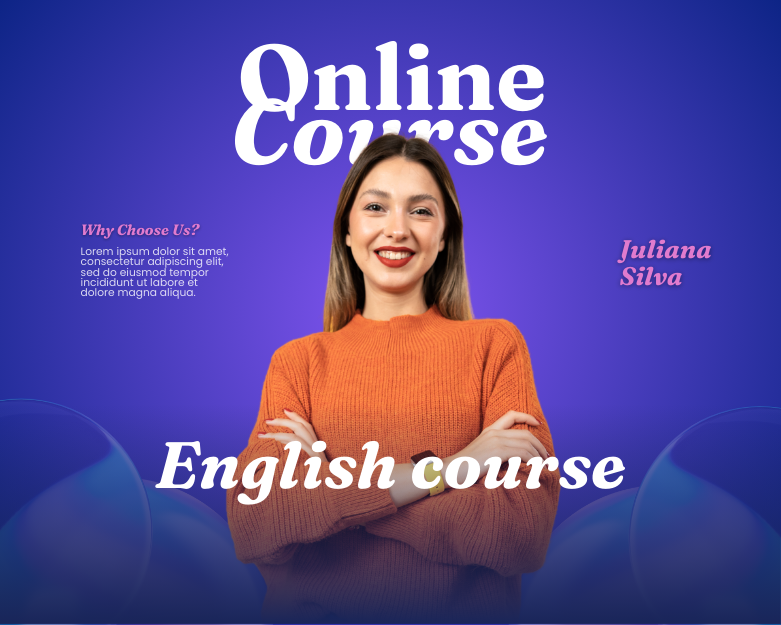 Online
Course
Why Choose Us?
Lorem ipsum dolor sit amet,
consectetur adipiscing elit,
sed do eiusmod tempor
incididunt ut labore et
dolore magna aliqua.
Juliana
Silva
English course